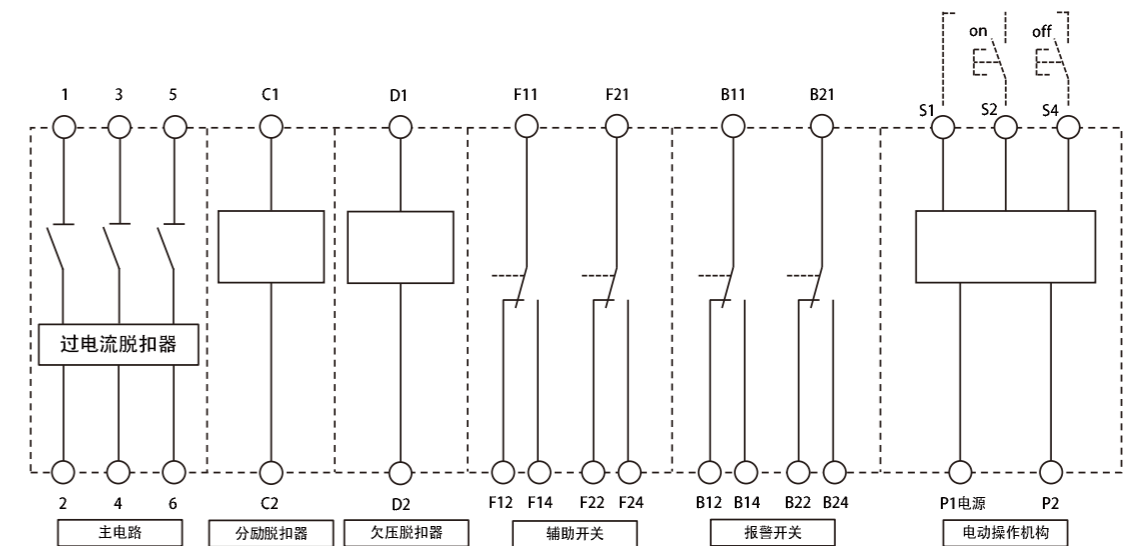 on off
1 3 5 C1 D1 F11 F21 B11 B21 S1 S2 S4
过电流脱扣器
2 4 6 C2 D2 F12 F14 F22 F24 B12 B14 B22 B24 P1电源 P2
主电路 分励脱扣器 欠压脱扣器 辅助开关 报警开关 电动操作机构